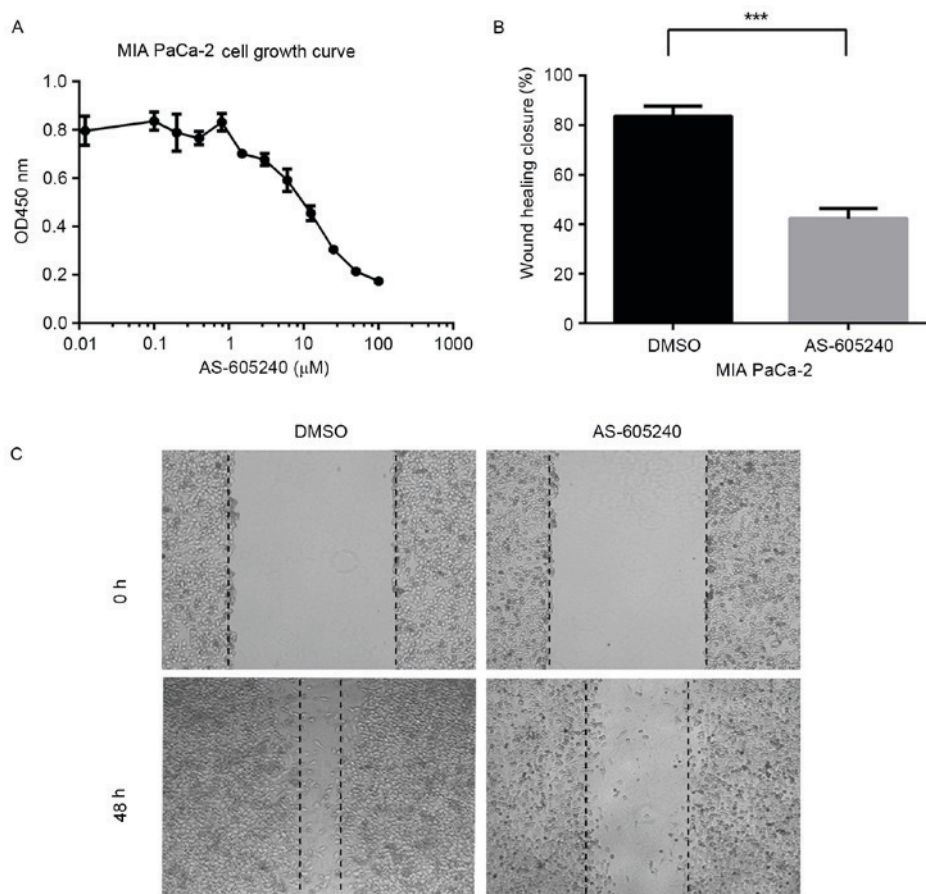 A
MIA PaCa-2 cell growth curve
1.0
0.8
0.6
0.4
0.2
0.0
OD450 nm
0.01 0.1 1 10 100 1000
AS-605240 (μM)
B
***
100
80
60
40
20
0
Wound healing closure (%)
DMSO AS-605240
MIA PaCa-2
C
DMSO AS-605240
0 h
48 h